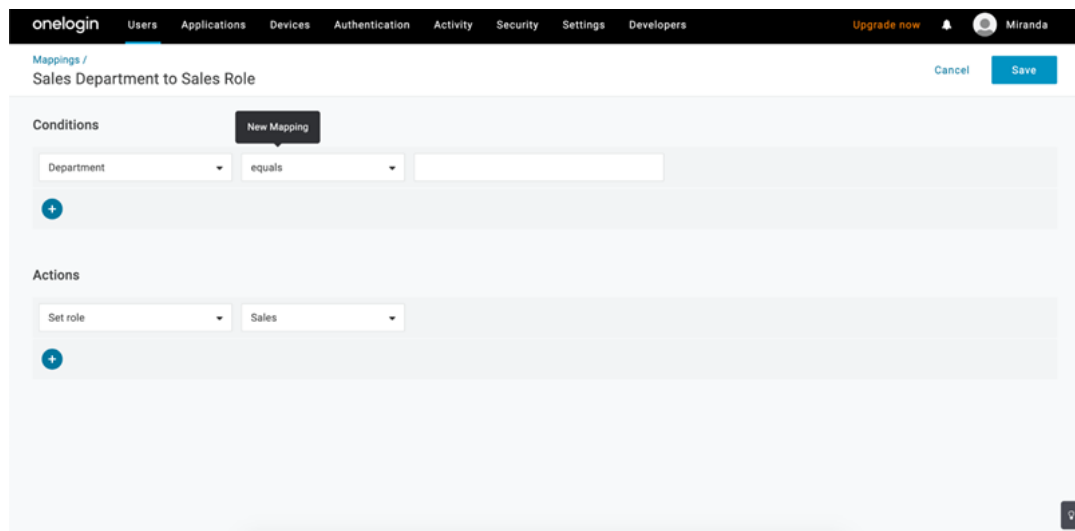 onelogin Users Applications Devices Authentication Activity Security Settings Developers Upgrade now Miranda
Mappings /
Sales Department to Sales Role
Cancel Save
Conditions
New Mapping
Department equals
Actions
Set role Sales